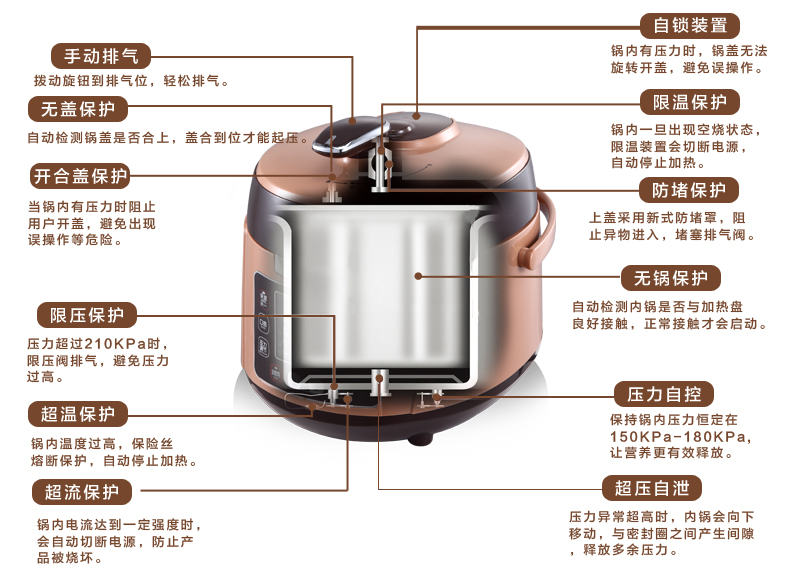 手动排气
拨动旋钮到排气位，轻松排气。
无盖保护
自动检测锅盖是否合上，盖合到位才能起压。
开合盖保护
当锅内有压力时阻止
用户开盖，避免出现
误操作等危险。
限压保护
压力超过210KPa时，
限压阀排气，避免压力
过高。
超温保护
锅内温度过高，保险丝
熔断保护，自动停止加热。
超流保护
锅内电流达到一定强度时，
会自动切断电源，防止产
品被烧坏。
自锁装置
锅内有压力时，锅盖无法
旋转开盖，避免误操作。
限温保护
锅内一旦出现空烧状态，
限温装置会切断电源，
自动停止加热。
防堵保护
上盖采用新式防堵罩，阻
止异物进入，堵塞排气阀。
无锅保护
自动检测内锅是否与加热盘
良好接触，正常接触才会启动。
压力自控
保持锅内压力恒定在
150KPa-180KPa，
让营养更有效释放。
超压自泄
压力异常超高时，内锅会向下
移动，与密封圈之间产生间隙
，释放多余压力。